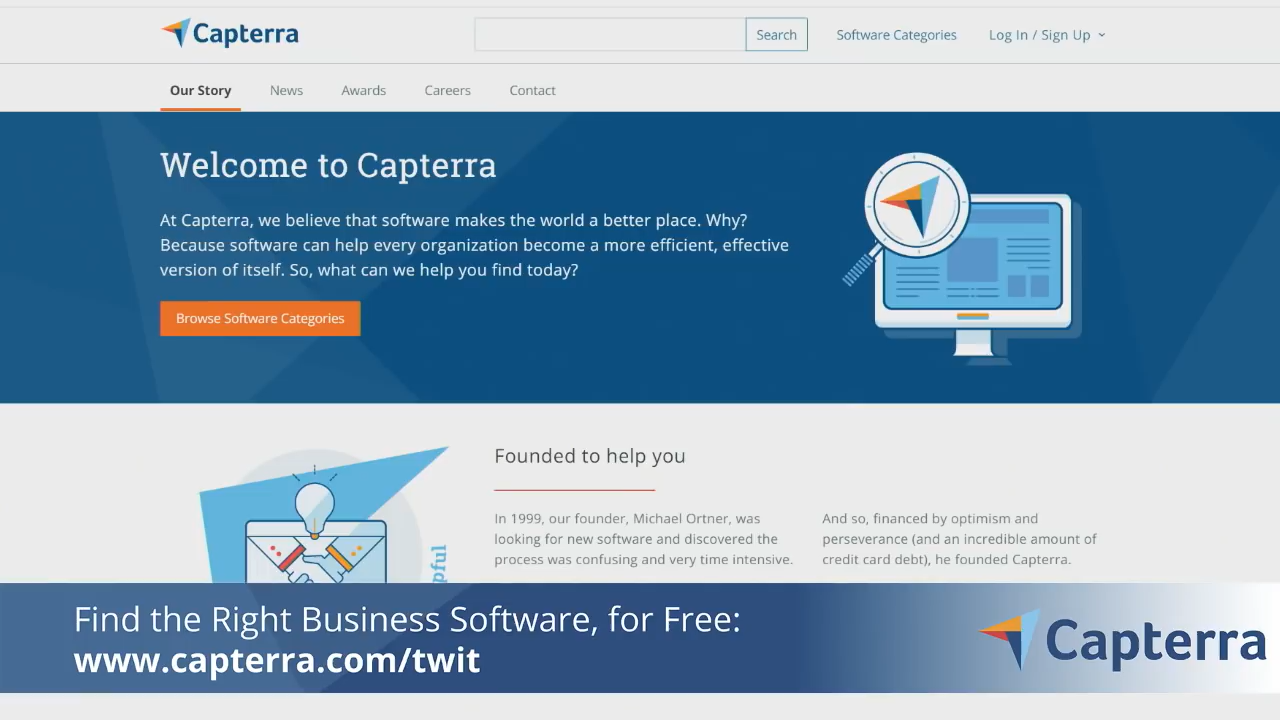 Capterra
Search
Software Categories
Log In / Sign Up
Our Story
News
Awards
Careers
Contact
Welcome to Capterra
At Capterra, we believe that software makes the world a better place. Why?
Because software can help every organization become a more efficient, effective
version of itself. So, what can we help you find today?
Browse Software Categories
Founded to help you
In 1999, our founder, Michael Ortner, was
looking for new software and discovered the
process was confusing and very time intensive.
And so, financed by optimism and
perseverance (and an incredible amount of
credit card debt), he founded Capterra.
Find the Right Business Software, for Free:
www.capterra.com/twit
Capterra